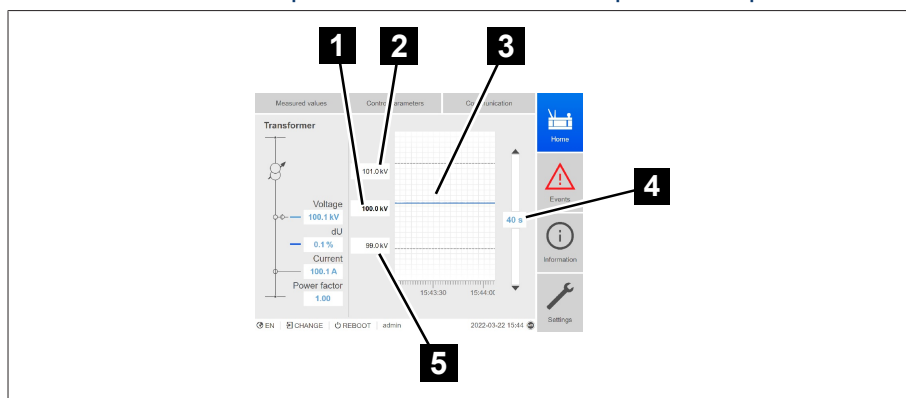 1 2 3
Measured values Control parameters Communication
Transformer
Home
101.0 kV
Events
4
Voltage
100.0 kV
100.1 kV
40 s
dU
0.1 %
99.0 kV
Current
Information
100.1 A
Power factor
15:43:30 15:44:00
1.00
Settings
EN CHANGE REBOOT admin 2022-03-22 15:44
5